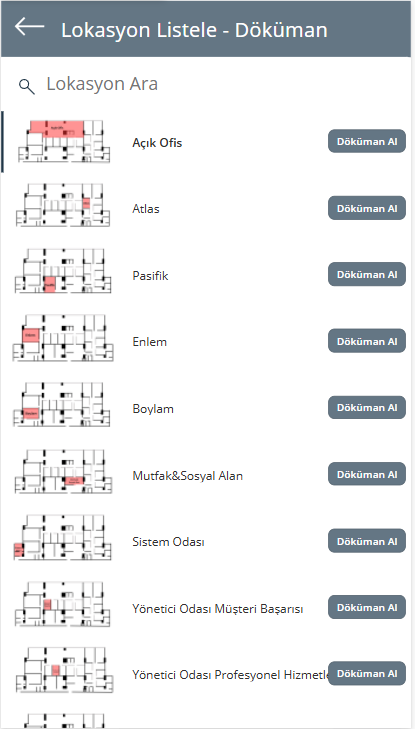 Lokasyon Listele - Döküman
Lokasyon Ara
Açık Ofis
Döküman Al
Atlas
Döküman Al
Pasifik
Döküman Al
Enlem
Döküman Al
Boylam
Döküman Al
Mutfak&Sosyal Alan
Döküman Al
Sistem Odası
Döküman Al
Yönetici Odası Müşteri Başarısı
Döküman Al
Yönetici Odası Profesyonel Hizmetle
Döküman Al